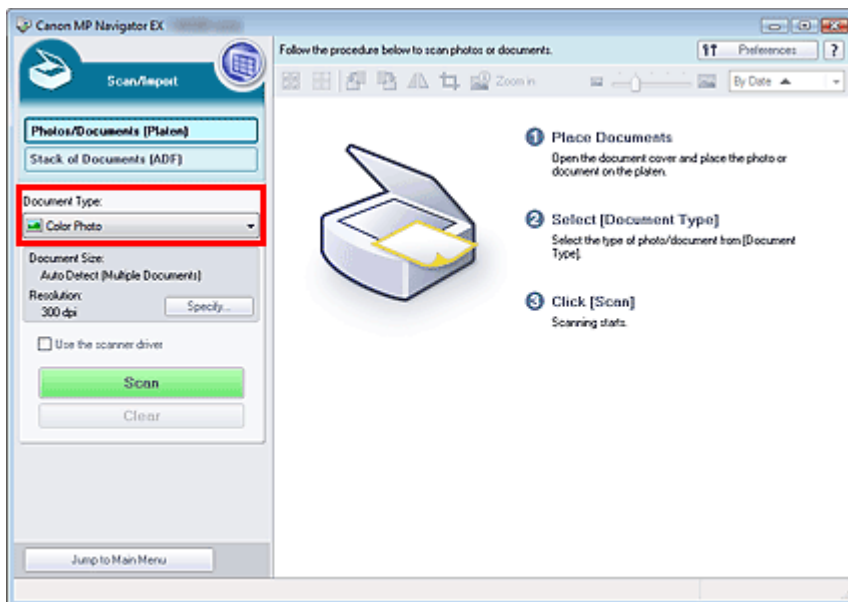 Canon MP Navigator EX
Scan/Import
Photos/Documents (Platen)
Stack of Documents (ADF)
Document Type:
Color Photo
Document Size:
Auto Detect (Multiple Documents)
Resolution:
300 dpi
Specify...
Use the scanner driver
Scan
Clear
Jump to Main Menu
Follow the procedure below to scan photos or documents.
Preferences
?
Zoom in
By Date
1 Place Documents
Open the document cover and place the photo or
document on the platen.
2 Select [Document Type]
Select the type of photo/document from [Document
Type].
3 Click [Scan]
Scanning starts.